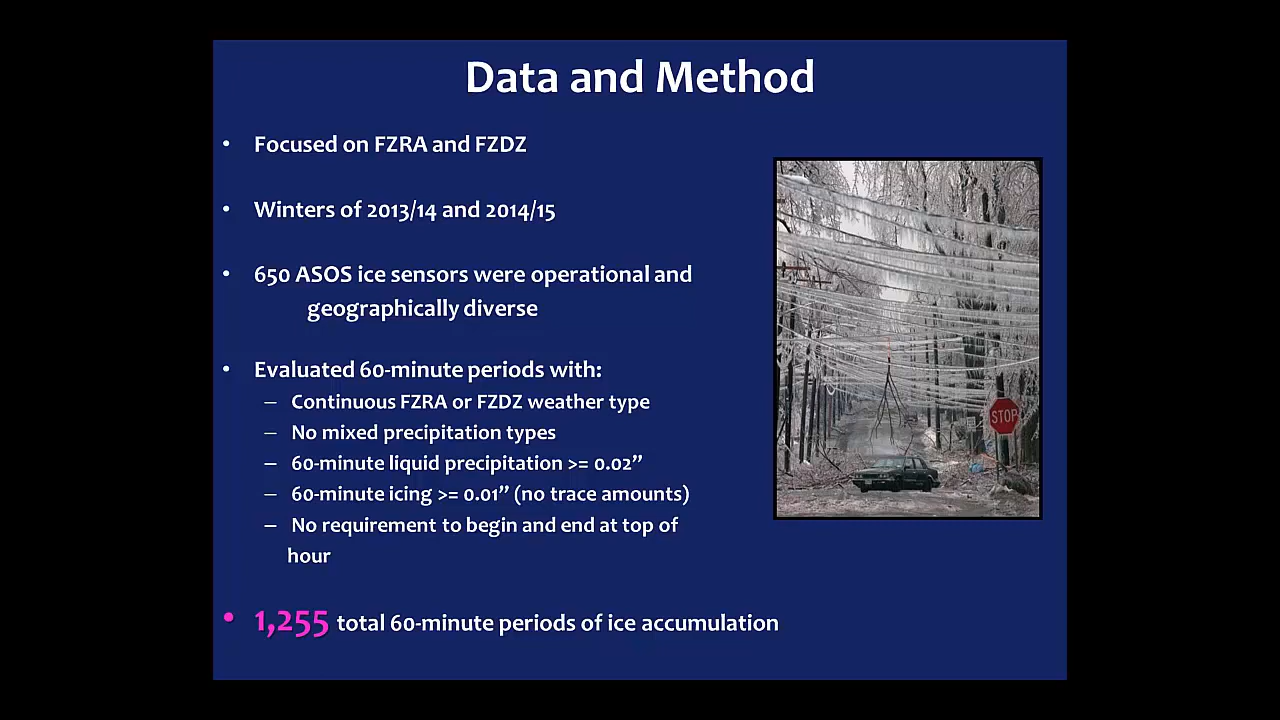 Data and Method
• Focused on FZRA and FZDZ
• Winters of 2013/14 and 2014/15
• 650 ASOS ice sensors were operational and
geographically diverse
• Evaluated 60-minute periods with:
– Continuous FZRA or FZDZ weather type
– No mixed precipitation types
– 60-minute liquid precipitation >= 0.02”
– 60-minute icing >= 0.01” (no trace amounts)
– No requirement to begin and end at top of
hour
• 1,255 total 60-minute periods of ice accumulation
STOP